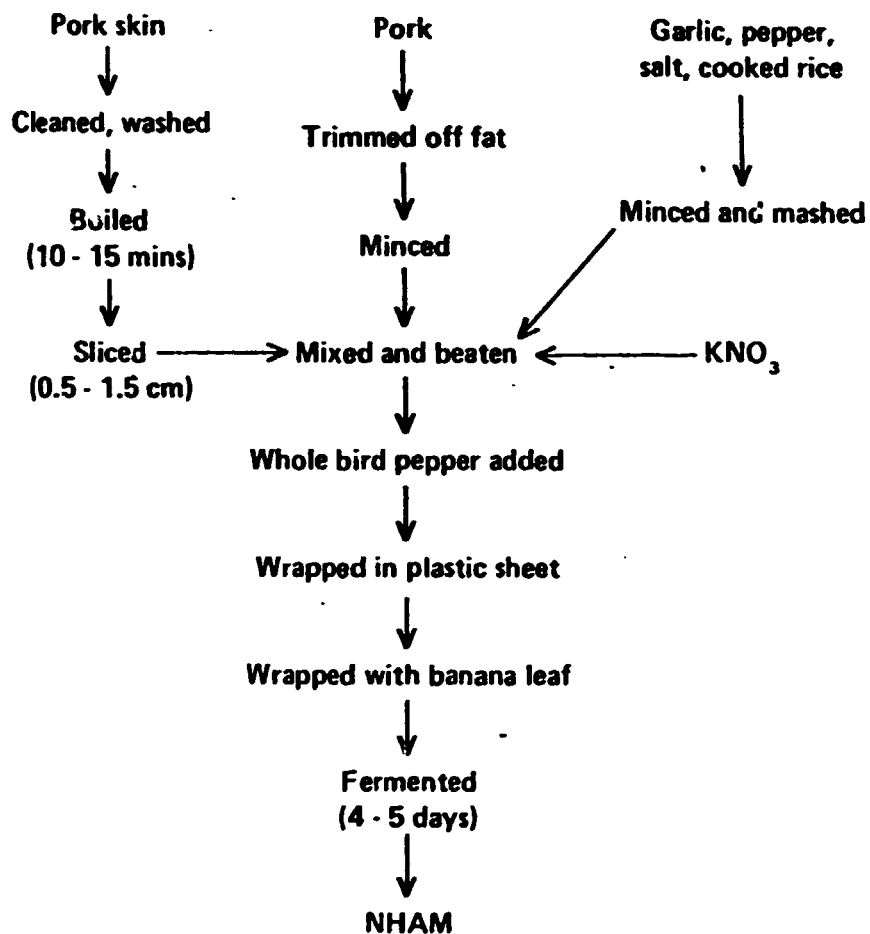 Pork skin
Cleaned, washed
Boiled
(10 - 15 mins)
Sliced
(0.5 - 1.5 cm)
Pork
Trimmed off fat
Minced
Mixed and beaten
Garlic, pepper,
salt, cooked rice
Minced and mashed
KNO₃
Whole bird pepper added
Wrapped in plastic sheet
Wrapped with banana leaf
Fermented
(4 - 5 days)
NHAM